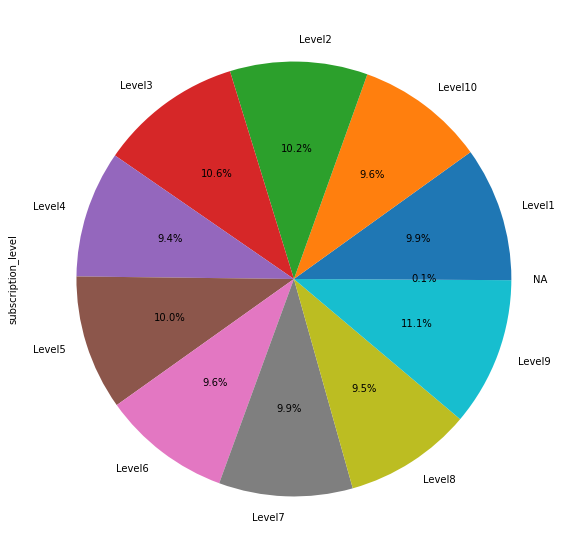 Level2
Level3
Level10
10.2%
10.6%
9.6%
Level4
Level1
9.4%
9.9%
subscription_level
0.1%
NA
10.0%
11.1%
Level5
Level9
9.6%
9.5%
9.9%
Level6
Level8
Level7